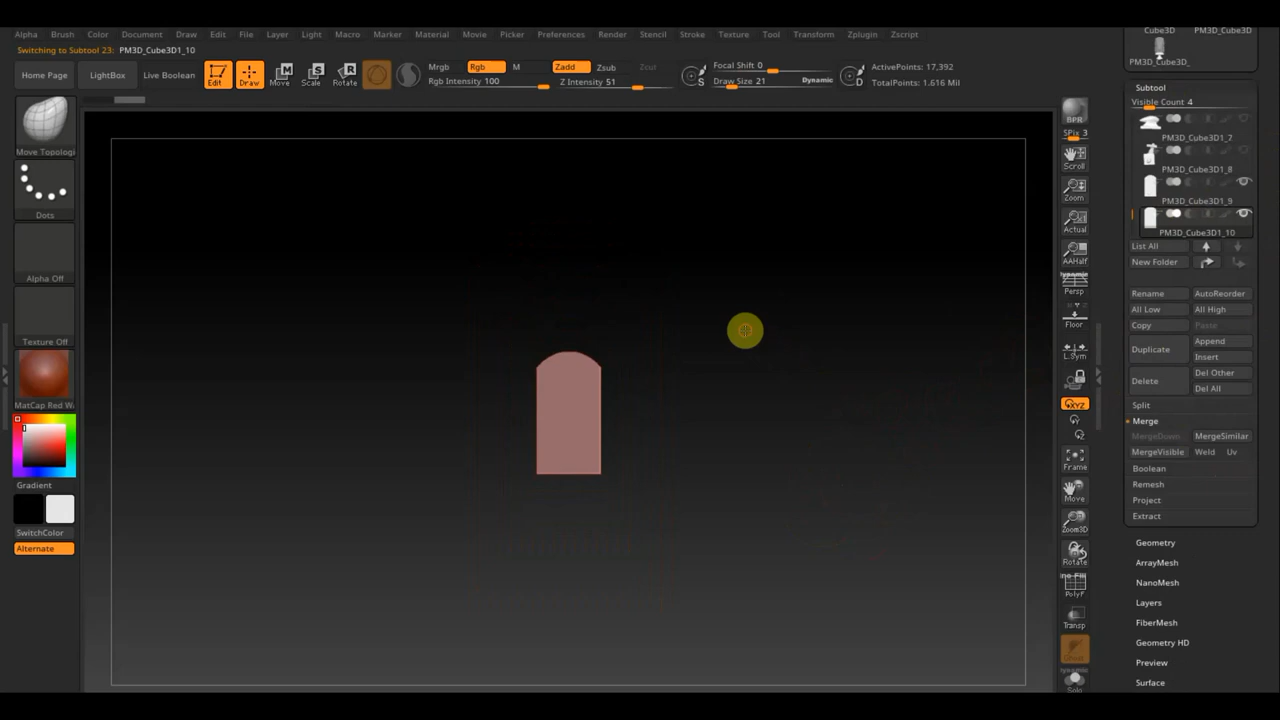 Cube3D PM3D_Cube3D
Alpha Brush Color Document Draw Edit File Layer Light Macro Marker Material Movie Picker Preferences Render Stencil Stroke Texture Tool Transform Zplugin Zscript
Switching to Subtool 23: PM3D_Cube3D1_10
PM3D_Cube3D_
Home Page LightBox Live Boolean Edit Draw Move Scale Rotate
Mrgb Rgb M Zadd Zsub Zcut
Rgb Intensity 100 Z Intensity 51
Focal Shift 0
Draw Size 21 Dynamic
ActivePoints: 17,392
TotalPoints: 1.616 Mil
S
D
Move Topologi
Dots
Alpha Off
Texture Off
MatCap Red W
Gradient
SwitchColor
Alternate
BPR
SPix 3
Scroll
Zoom
Actual
AAHalf
Dynamic
Persp
Floor
L.Sym
XYZ
Frame
Move
Zoom3D
Rotate
PolyF
Transp
Ghost
Dynamic
Solo
Subtool
Visible Count 4
PM3D_Cube3D1_7
PM3D_Cube3D1_8
PM3D_Cube3D1_9
PM3D_Cube3D1_10
List All
New Folder
Rename AutoReorder
All Low All High
Copy Paste
Duplicate Append
Insert
Delete Del Other
Del All
Split
Merge
MergeDown MergeSimilar
MergeVisible Weld Uv
Boolean
Remesh
Project
Extract
Geometry
ArrayMesh
NanoMesh
Layers
FiberMesh
Geometry HD
Preview
Surface